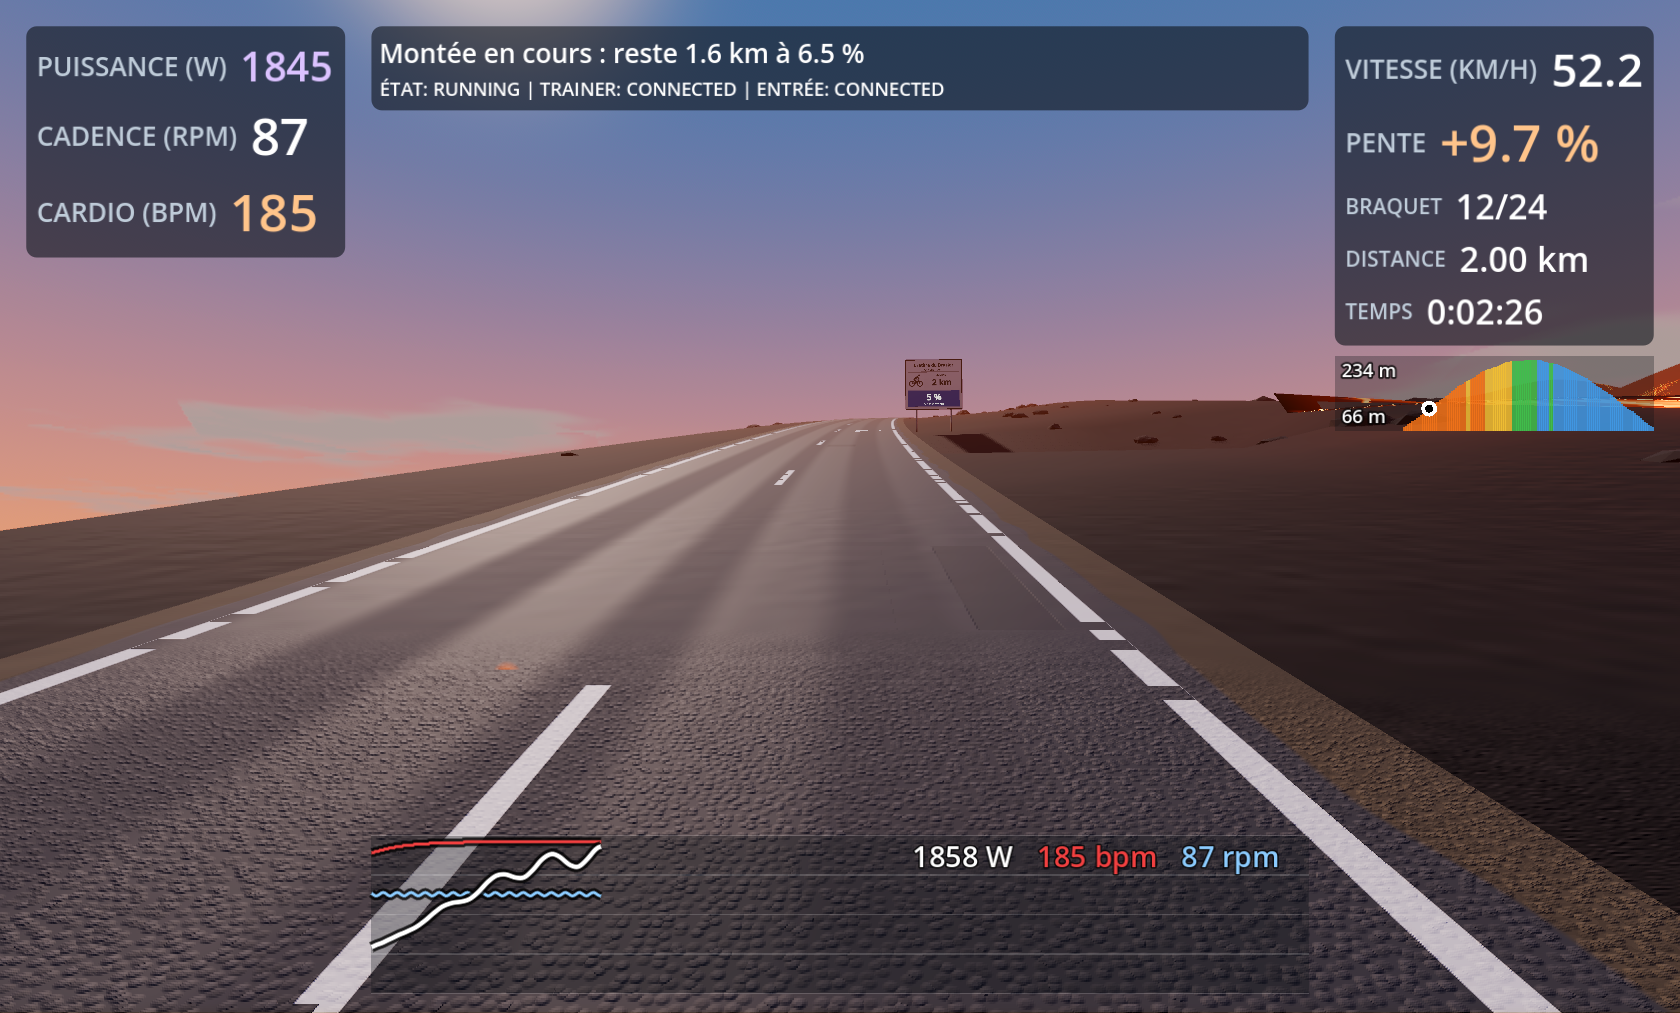 PUISSANCE (W) 1845
CADENCE (RPM) 87
CARDIO (BPM) 185
Montée en cours : reste 1.6 km à 6.5 %
ÉTAT: RUNNING | TRAINER: CONNECTED | ENTRÉE: CONNECTED
VITESSE (KM/H) 52.2
PENTE +9.7 %
BRAQUET 12/24
DISTANCE 2.00 km
TEMPS 0:02:26
234 m
66 m
2 km
5 %
1858 W 185 bpm 87 rpm